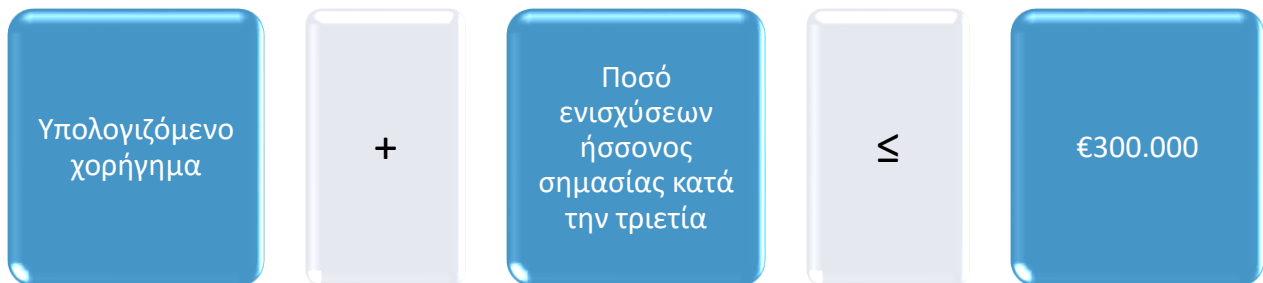 Υπολογιζόμενο
χορήγημα
+
Ποσό
ενισχύσεων
ήσσονος
σημασίας κατά
την τριετία
≤
€300.000